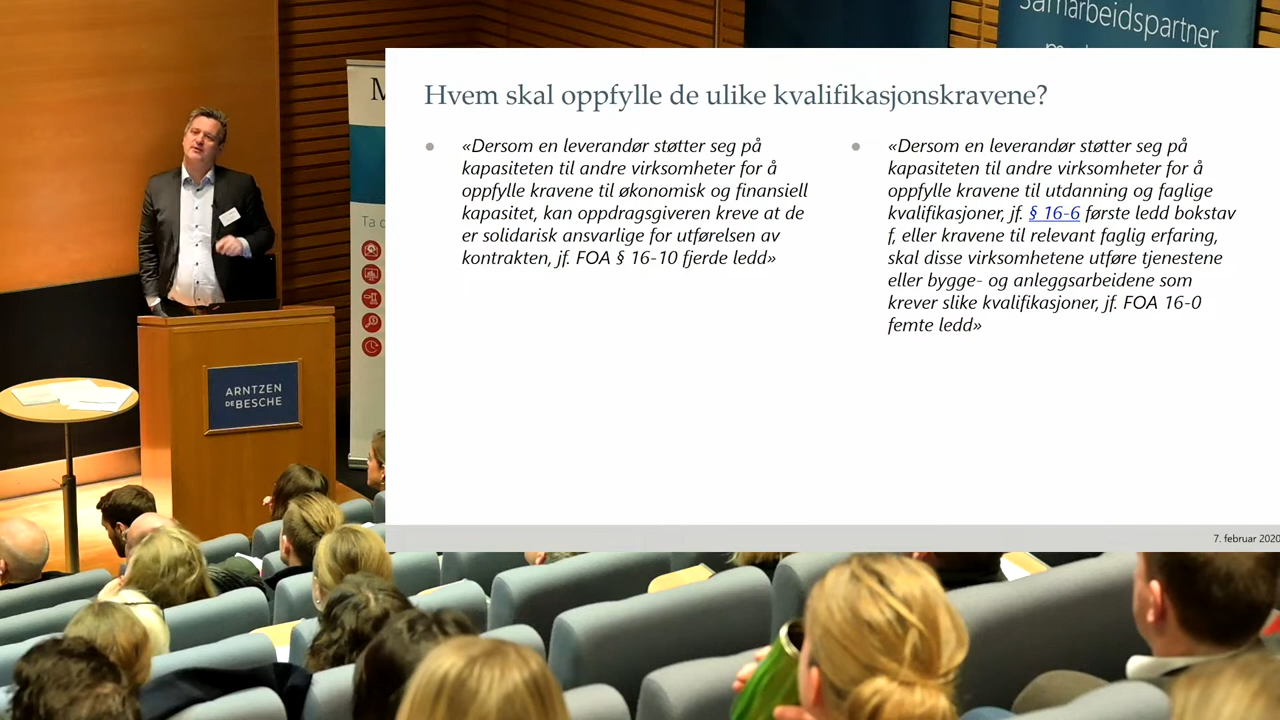 samarbeidspartner
M
Ta
ARNTZEN
DE BESCHE
Hvem skal oppfylle de ulike kvalifikasjonskravene?
«Dersom en leverandør støtter seg på
kapasiteten til andre virksomheter for å
oppfylle kravene til økonomisk og finansiell
kapasitet, kan oppdragsgiveren kreve at de
er solidarisk ansvarlige for utførelsen av
kontrakten, jf. FOA § 16-10 fjerde ledd»
«Dersom en leverandør støtter seg på
kapasiteten til andre virksomheter for å
oppfylle kravene til utdanning og faglige
kvalifikasjoner, jf. § 16-6 første ledd bokstav
f, eller kravene til relevant faglig erfaring,
skal disse virksomhetene utføre tjenestene
eller bygge- og anleggsarbeidene som
krever slike kvalifkasjoner, jf. FOA 16-0
femte ledd»
7. februar 2020